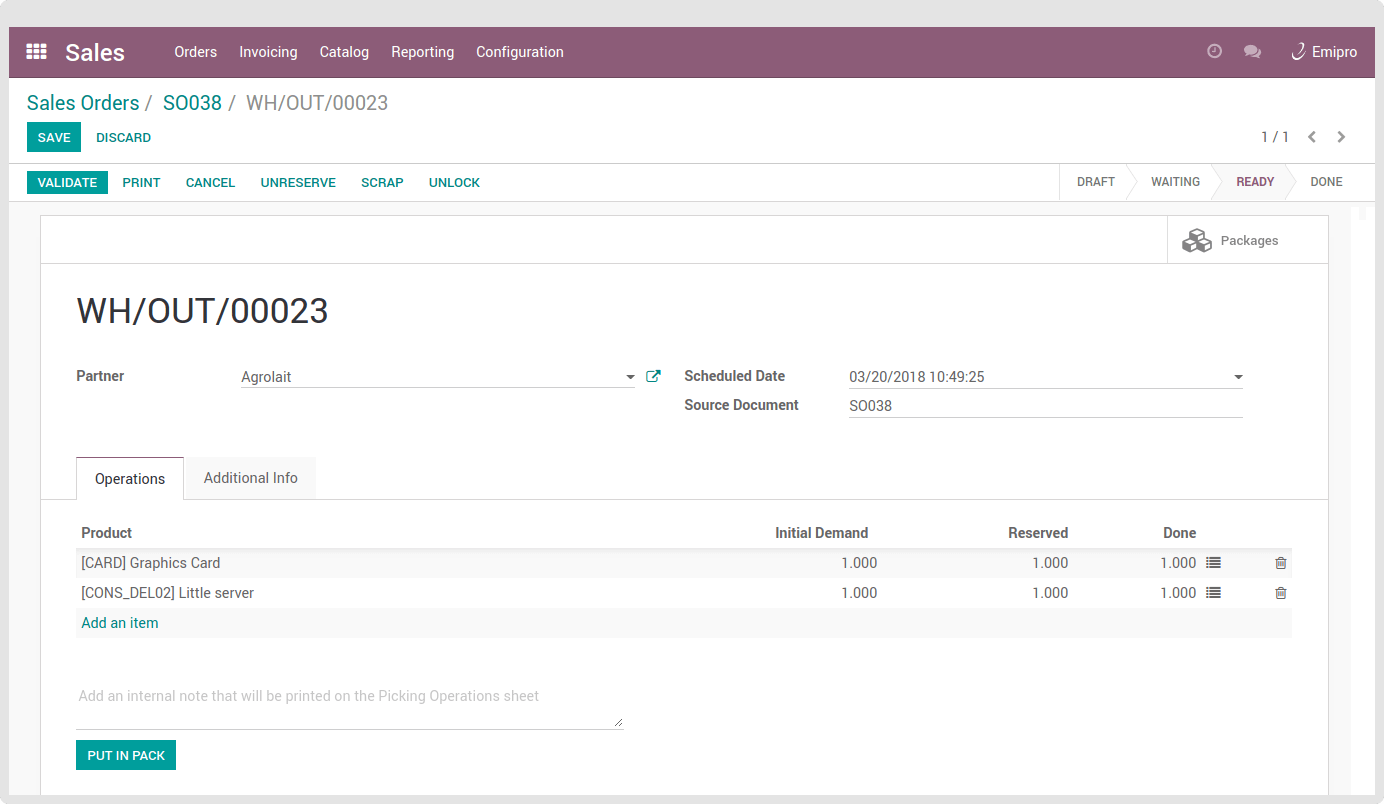 Sales Orders Invoicing Catalog Reporting Configuration Emipro
Sales Orders / SO038 / WH/OUT/00023
SAVE DISCARD 1 / 1
VALIDATE PRINT CANCEL UNRESERVE SCRAP UNLOCK DRAFT WAITING READY DONE
Packages
WH/OUT/00023
Partner Agrolait Scheduled Date 03/20/2018 10:49:25
Source Document SO038
Operations Additional Info
Product Initial Demand Reserved Done
[CARD] Graphics Card 1.000 1.000 1.000
[CONS_DEL02] Little server 1.000 1.000 1.000
Add an item
Add an internal note that will be printed on the Picking Operations sheet
PUT IN PACK